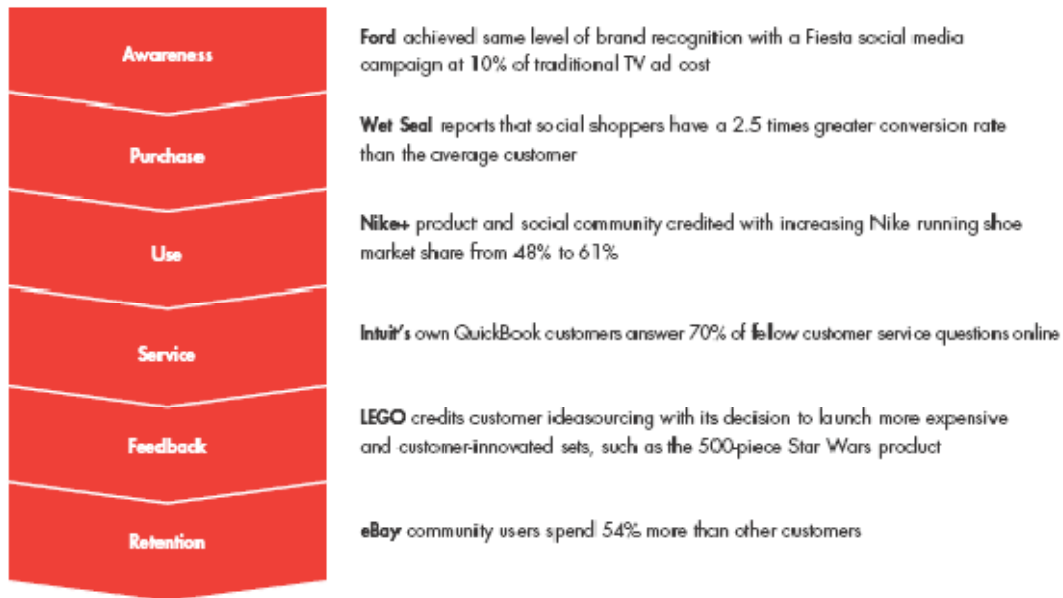 Awareness
Ford achieved same level of brand recognition with a Fiesta social media
campaign at 10% of traditional TV ad cost
Purchase
Wet Seal reports that social shoppers have a 2.5 times greater conversion rate
than the average customer
Use
Nike+ product and social community credited with increasing Nike running shoe
market share from 48% to 61%
Service
Intuit's own QuickBook customers answer 70% of fellow customer service questions online
Feedback
LEGO credits customer ideasourcing with its decision to launch more expensive
and customer-innovated sets, such as the 500-piece Star Wars product
Retention
eBay community users spend 54% more than other customers